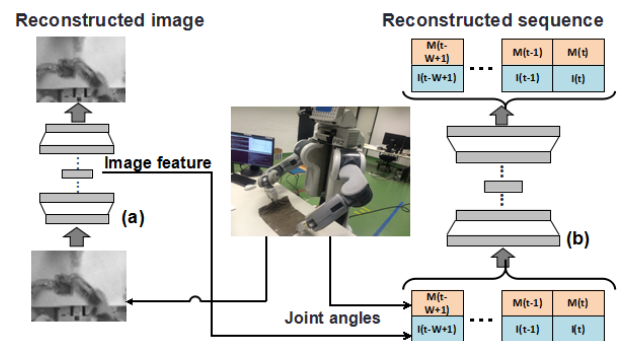 Reconstructed image
Reconstructed sequence
M(t-
W+1)
M(t-1)
M(t)
I(t-W+1)
I(t-1)
I(t)
Image feature
(a)
(b)
Joint angles
M(t-
W+1)
M(t-1)
M(t)
I(t-W+1)
I(t-1)
I(t)